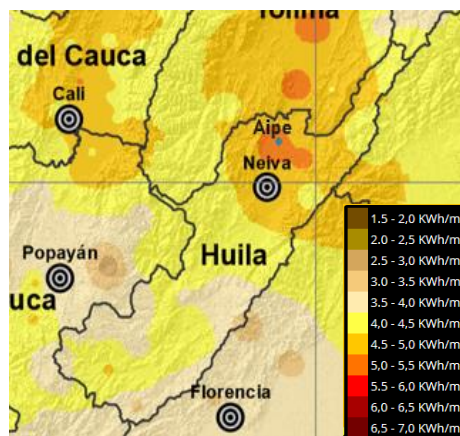 Tolima
del Cauca
Cali
Aipe
Neiva
Huila
Popayán
uca
Florencia
1.5 - 2,0 KWh/m
2.0 - 2,5 KWh/m
2.5 - 3,0 KWh/m
3.0 - 3,5 KWh/m
3.5 - 4,0 KWh/m
4,0 - 4,5 KWh/m
4.5 - 5,0 KWh/m
5,0 - 5,5 KWh/m
5.5 - 6,0 KWh/m
6,0 - 6,5 KWh/m
6,5 - 7,0 KWh/m